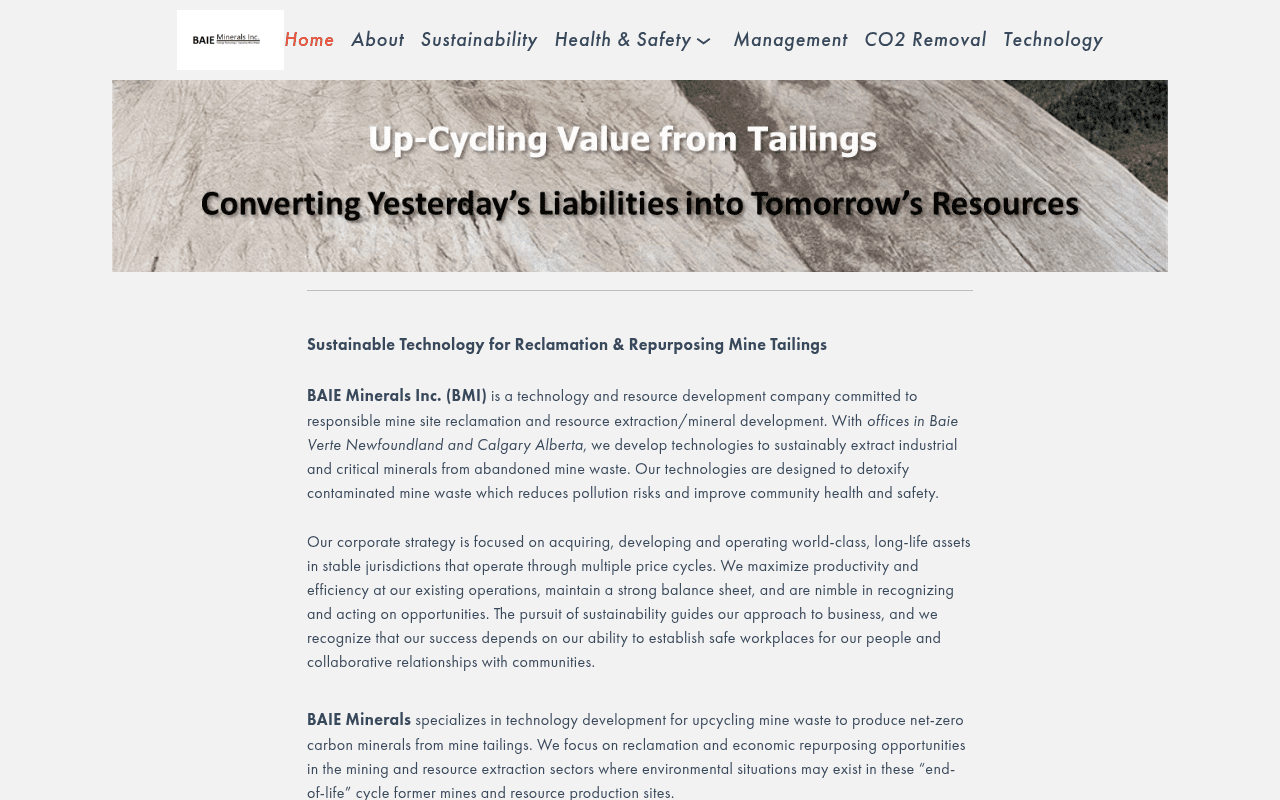 BAIE Minerals Inc.
Home About Sustainability Health & Safety Management CO2 Removal Technology
Up-Cycling Value from Tailings
Converting Yesterday’s Liabilities into Tomorrow’s Resources
Sustainable Technology for Reclamation & Repurposing Mine Tailings
BAIE Minerals Inc. (BMI) is a technology and resource development company committed to
responsible mine site reclamation and resource extraction/mineral development. With offices in Baie
Verte Newfoundland and Calgary Alberta, we develop technologies to sustainably extract industrial
and critical minerals from abandoned mine waste. Our technologies are designed to detoxify
contaminated mine waste which reduces pollution risks and improve community health and safety.
Our corporate strategy is focused on acquiring, developing and operating world-class, long-life assets
in stable jurisdictions that operate through multiple price cycles. We maximize productivity and
efficiency at our existing operations, maintain a strong balance sheet, and are nimble in recognizing
and acting on opportunities. The pursuit of sustainability guides our approach to business, and we
recognize that our success depends on our ability to establish safe workplaces for our people and
collaborative relationships with communities.
BAIE Minerals specializes in technology development for upcycling mine waste to produce net-zero
carbon minerals from mine tailings. We focus on reclamation and economic repurposing opportunities
in the mining and resource extraction sectors where environmental situations may exist in these “end-
of-life” cycle former mines and resource production sites.